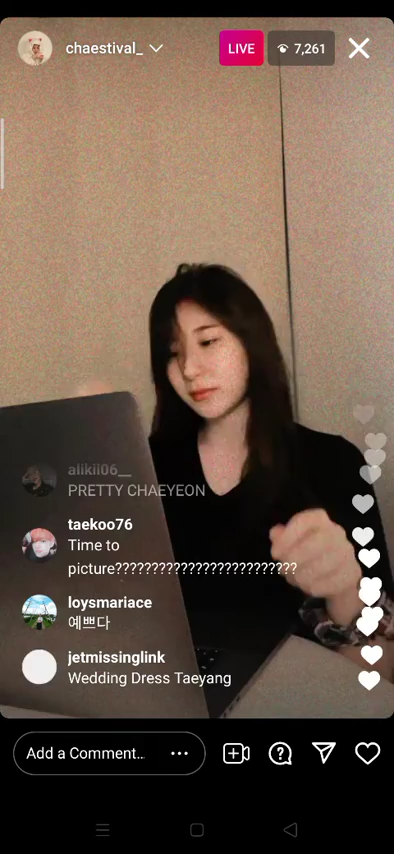 chaestival_
LIVE
7,261
alikii06__
PRETTY CHAEYEON
taekoo76
Time to
picture?????????????????????????
loysmariace
예쁘다
jetmissinglink
Wedding Dress Taeyang
Add a Comment...